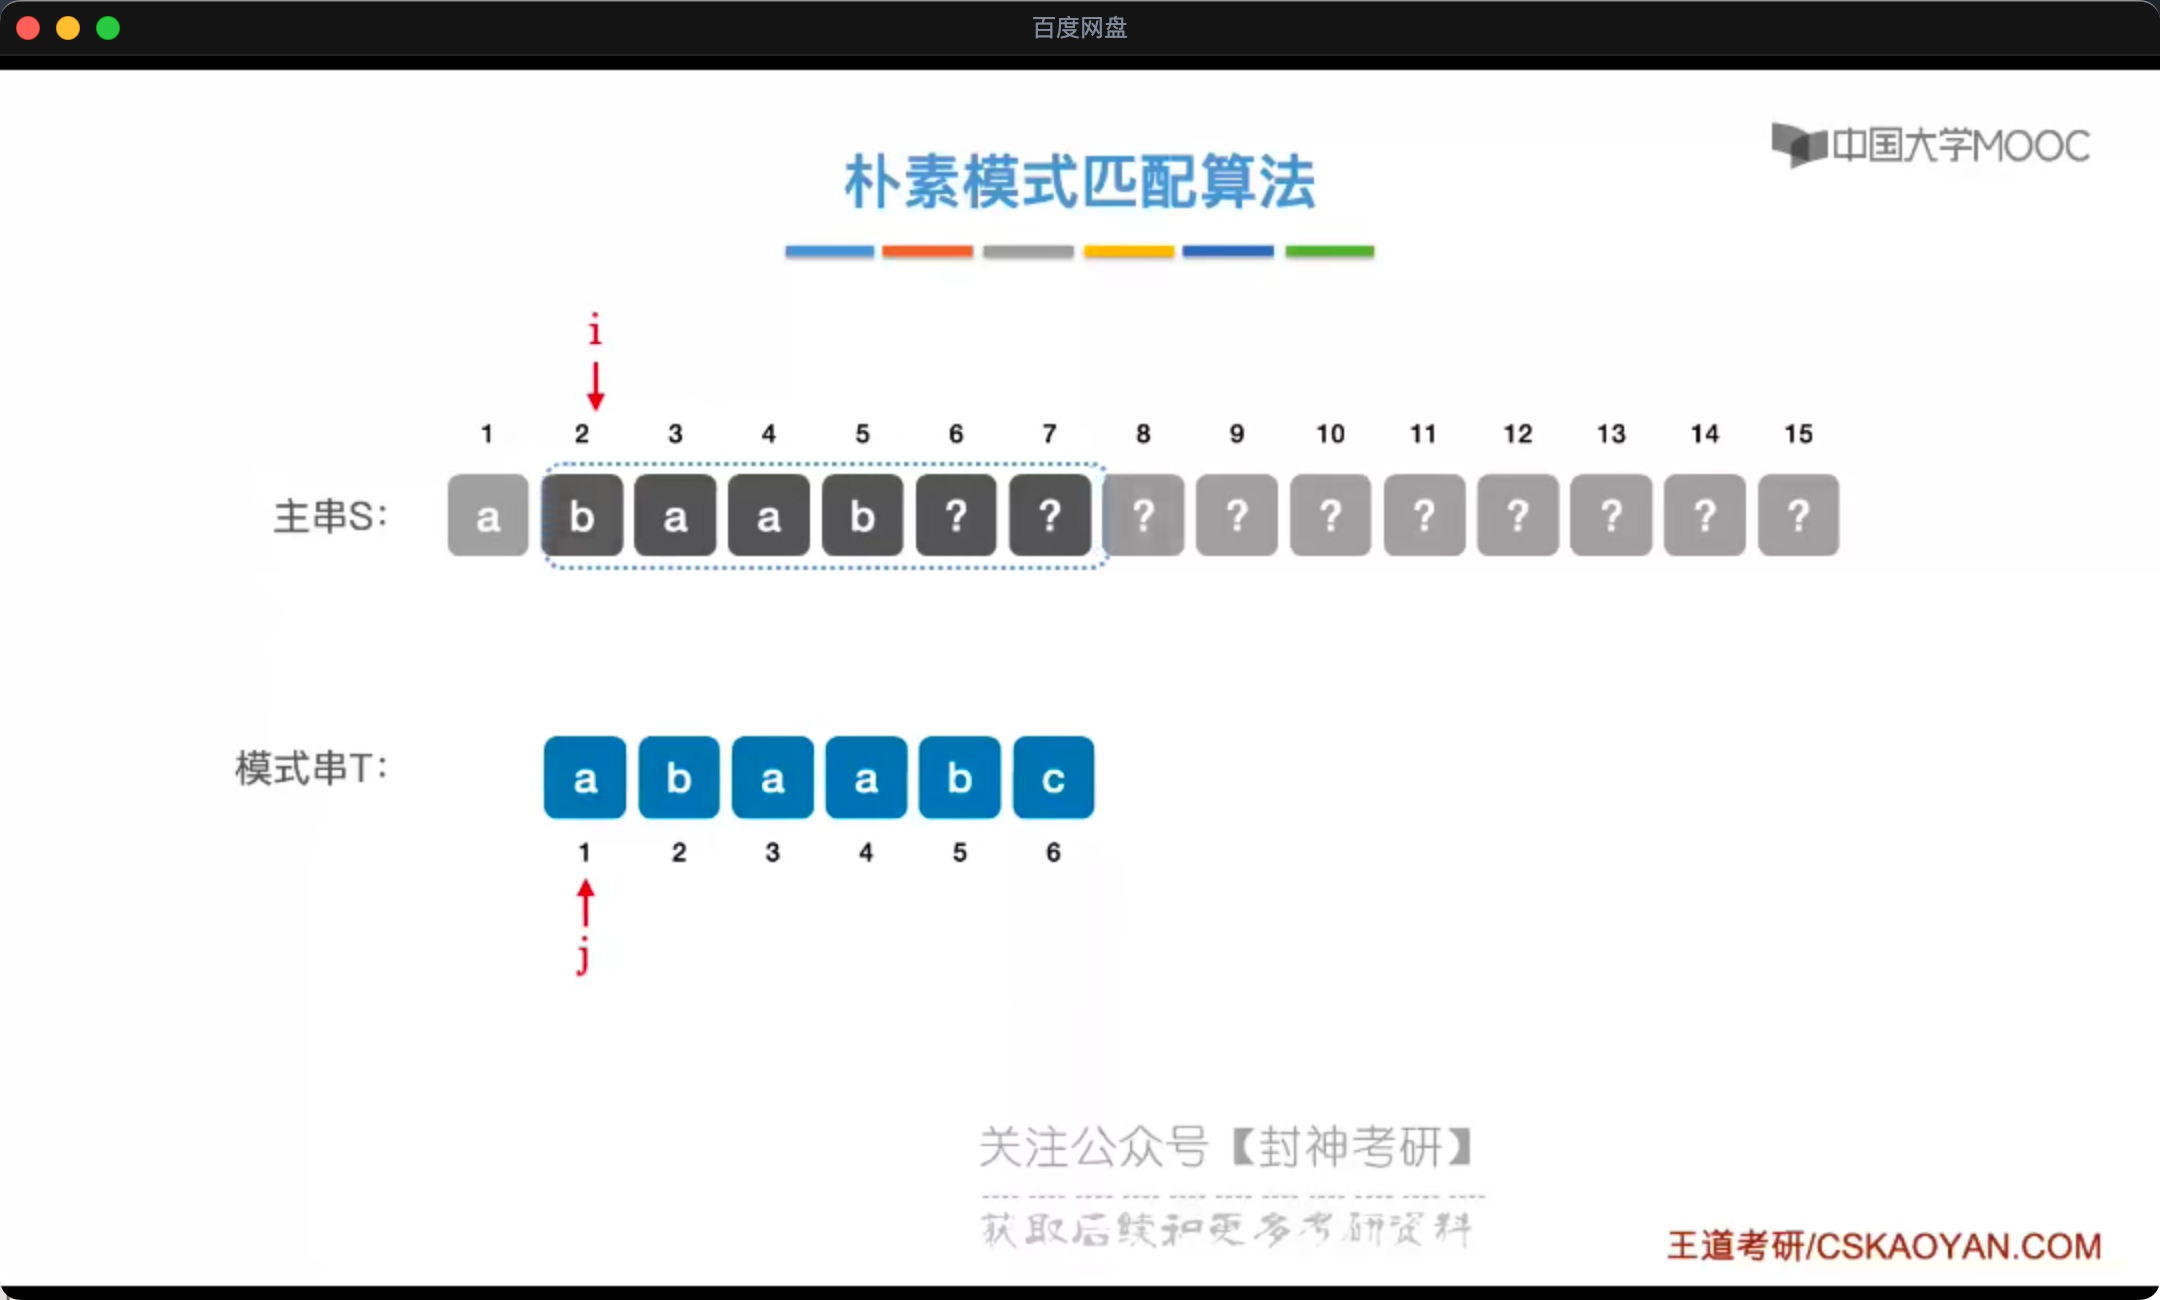 百度网盘
中国大学MOOC
朴素模式匹配算法
i
1 2 3 4 5 6 7 8 9 10 11 12 13 14 15
主串S: a b a a b ? ? ? ? ? ? ? ? ? ?
模式串T: a b a a b c
1 2 3 4 5 6
j
关注公众号【封神考研】
获取后续和更多考研资料
王道考研/CSKAOYAN.COM